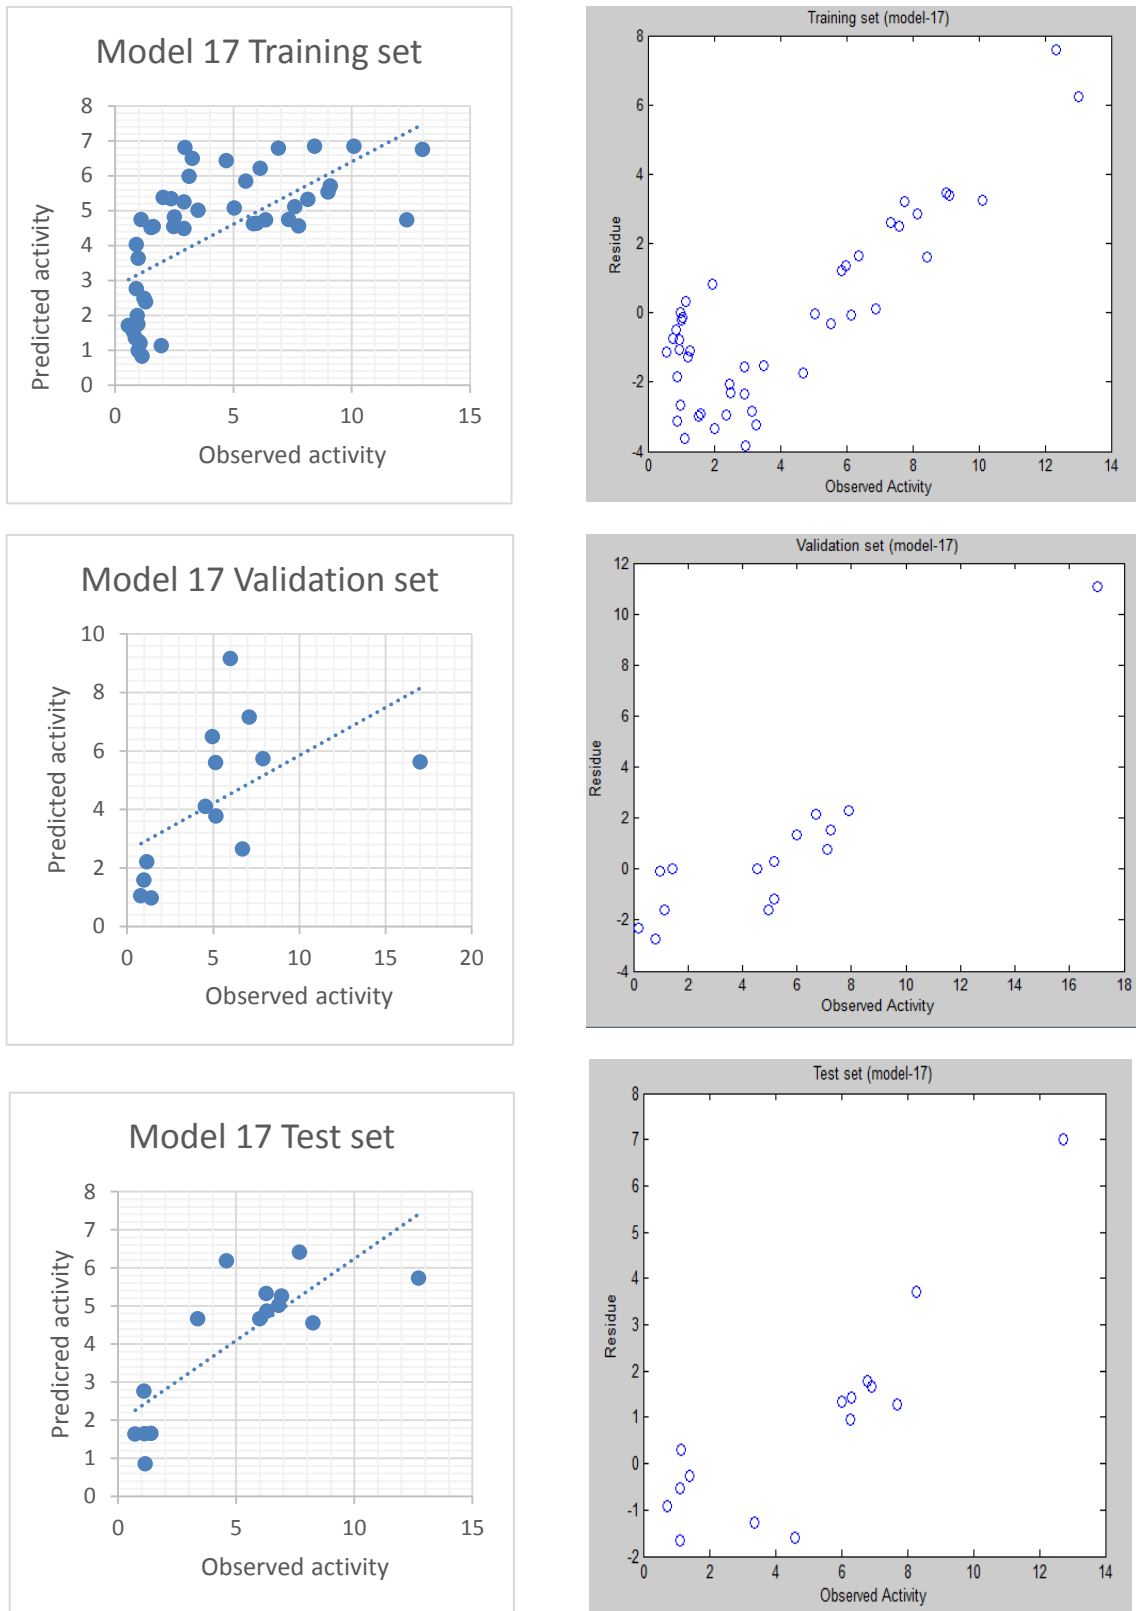 Model 17 Training set
8
7
6
5
4
3
2
1
0
0 5 10 15
Predicted activity
Observed activity
Training set (model-17)
8
6
4
2
0
-2
-4
0 2 4 6 8 10 12 14
Residue
Observed Activity
Model 17 Validation set
10
8
6
4
2
0
0 5 10 15 20
Predicted activity
Observed activity
Validation set (model-17)
12
10
8
6
4
2
0
-2
-4
0 2 4 6 8 10 12 14 16 18
Residue
Observed Activity
Model 17 Test set
8
7
6
5
4
3
2
1
0
0 5 10 15
Predicred activity
Observed activity
Test set (model-17)
8
7
6
5
4
3
2
1
0
-1
-2
0 2 4 6 8 10 12 14
Residue
Observed Activity